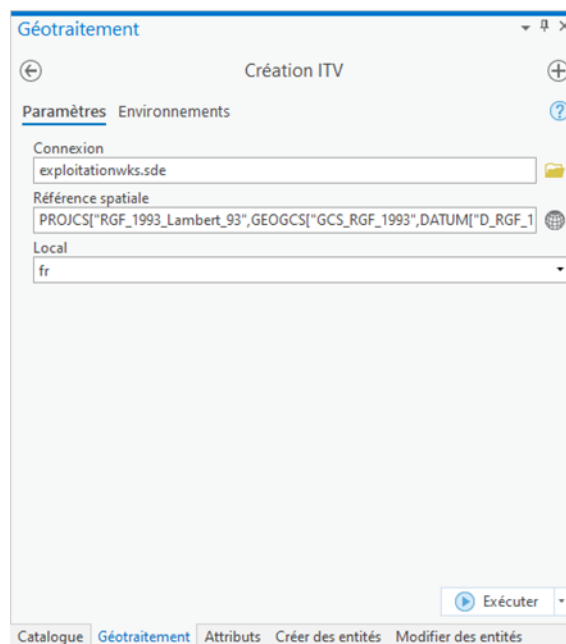 Géotraitement
Création ITV
Paramètres Environnements
Connexion
exploitationwks.sde
Référence spatiale
PROJCS["RGF_1993_Lambert_93",GEOGCS["GCS_RGF_1993",DATUM["D_RGF_1
Local
fr
Exécuter
Catalogue Géotraitement Attributs Créer des entités Modifier des entités